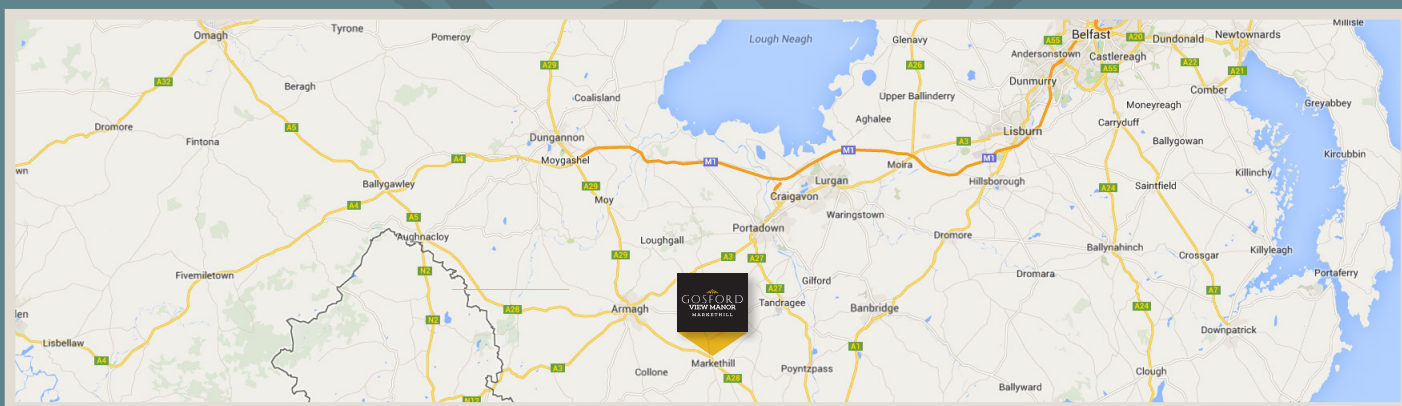 Omagh
Tyrone
Pomeroy
Lough Neagh
Glenavy
A55
Belfast
A20
Dundonald
Newtownards
Millisle
Andersonstown
Castlereagh
A22
A29
A26
A55
A21
A32
Beragh
Coalisland
Upper Ballinderry
Dunmurry
Comber
Greyabbey
Moneyreagh
Dromore
A5
Aghalee
Carryduff
Fintona
Dungannon
A3
Lisburn
Ballygowan
wn
A4
Moygashel
M1
M1
Moira
M1
Kircubbin
Ballygawley
A29
Lurgan
Hillsborough
A24
Saintfield
Killinchy
A4
Moy
Craigavon
A5
Waringstown
Aughnacloy
Loughgall
Portadown
Dromore
Ballynahinch
Crossgar
Killyleagh
Fivemiletown
N2
A29
A3
A27
Dromara
Portaferry
Gilford
A27
Tandragee
GOSFORD
VIEW MANOR
MARKETHILL
len
N2
A28
Armagh
Banbridge
A24
A7
Downpatrick
Lisbellaw
A4
A3
Collone
Markethill
A28
Poyntzpass
A1
Clough
Ballyward
N12